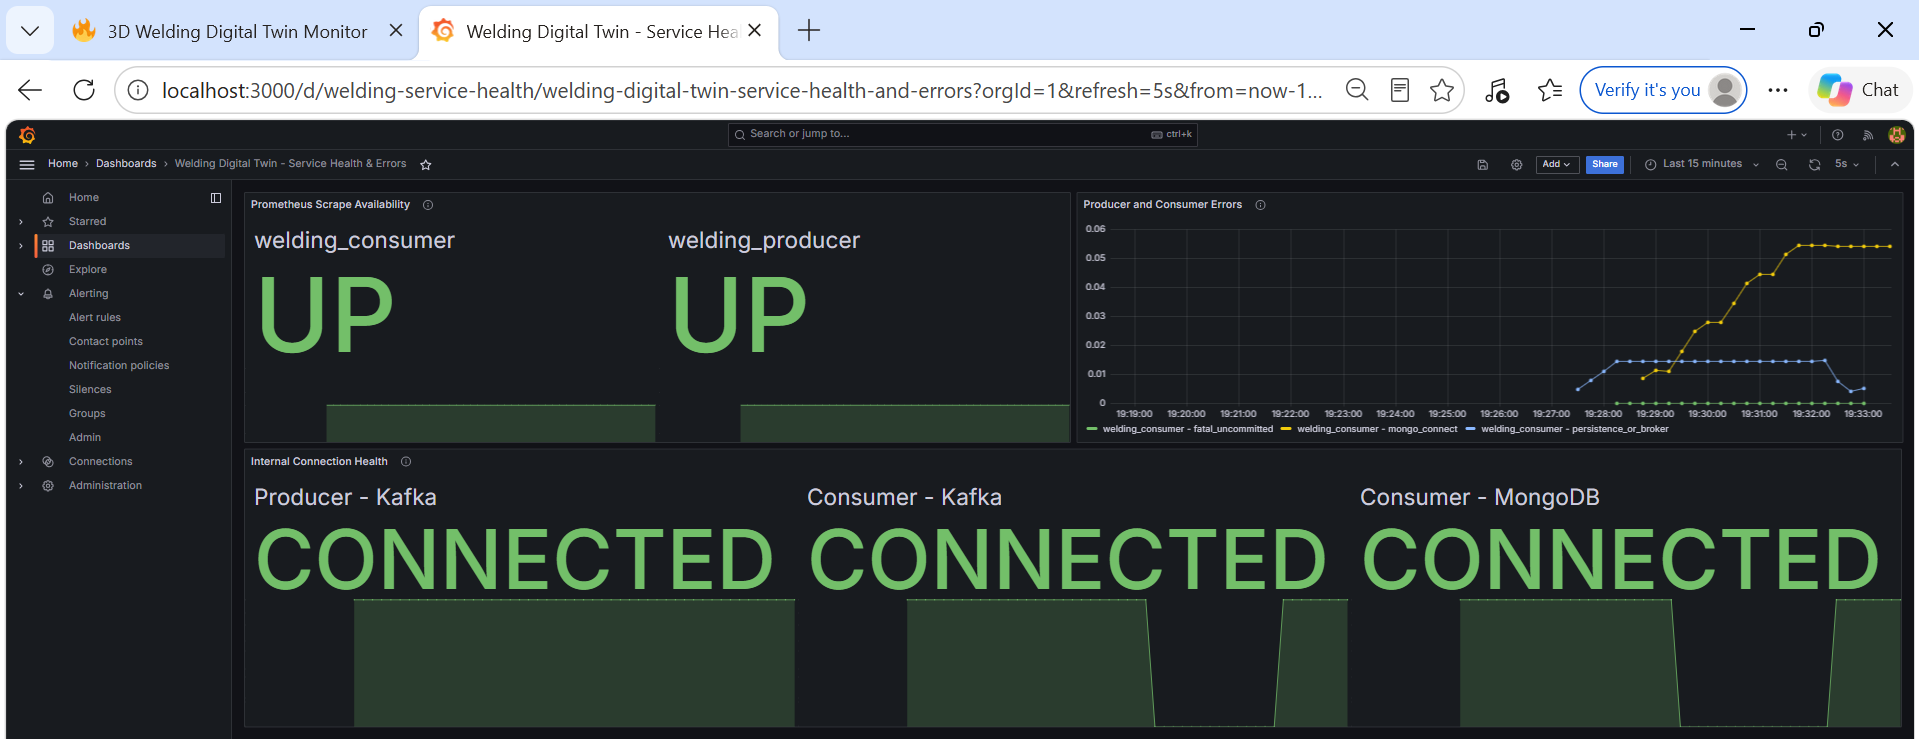 3D Welding Digital Twin Monitor
Welding Digital Twin - Service Hea
localhost:3000/d/welding-service-health/welding-digital-twin-service-health-and-errors?orgId=1&refresh=5s&from=now-1...
Verify it's you
Chat
Search or jump to...
ctrl+k
Home › Dashboards › Welding Digital Twin - Service Health & Errors
Add
Share
Last 15 minutes
5s
Home
Starred
Dashboards
Explore
Alerting
Alert rules
Contact points
Notification policies
Silences
Groups
Admin
Connections
Administration
Prometheus Scrape Availability
welding_consumer
UP
welding_producer
UP
Producer and Consumer Errors
0.06
0.05
0.04
0.03
0.02
0.01
0
19:19:00 19:20:00 19:21:00 19:22:00 19:23:00 19:24:00 19:25:00 19:26:00 19:27:00 19:28:00 19:29:00 19:30:00 19:31:00 19:32:00 19:33:00
welding_consumer - fatal_uncommitted welding_consumer - mongo_connect welding_consumer - persistence_or_broker
Internal Connection Health
Producer - Kafka
CONNECTED
Consumer - Kafka
CONNECTED
Consumer - MongoDB
CONNECTED